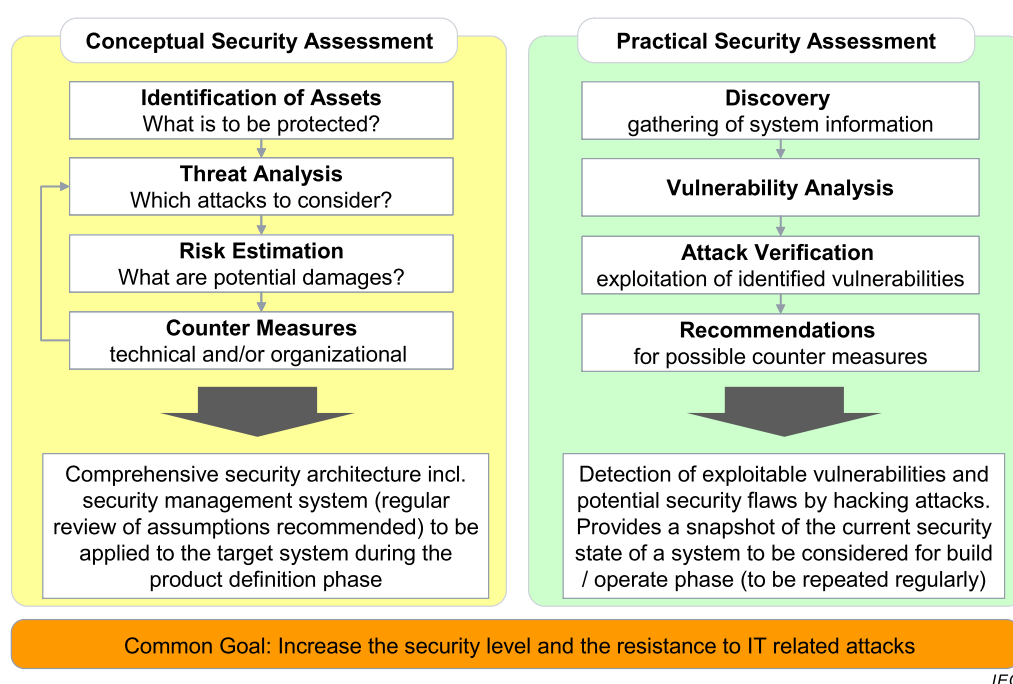 Conceptual Security Assessment
Identification of Assets
What is to be protected?
Threat Analysis
Which attacks to consider?
Risk Estimation
What are potential damages?
Counter Measures
technical and/or organizational
Comprehensive security architecture incl.
security management system (regular
review of assumptions recommended) to be
applied to the target system during the
product definition phase
Practical Security Assessment
Discovery
gathering of system information
Vulnerability Analysis
Attack Verification
exploitation of identified vulnerabilities
Recommendations
for possible counter measures
Detection of exploitable vulnerabilities and
potential security flaws by hacking attacks.
Provides a snapshot of the current security
state of a system to be considered for build
/ operate phase (to be repeated regularly)
Common Goal: Increase the security level and the resistance to IT related attacks